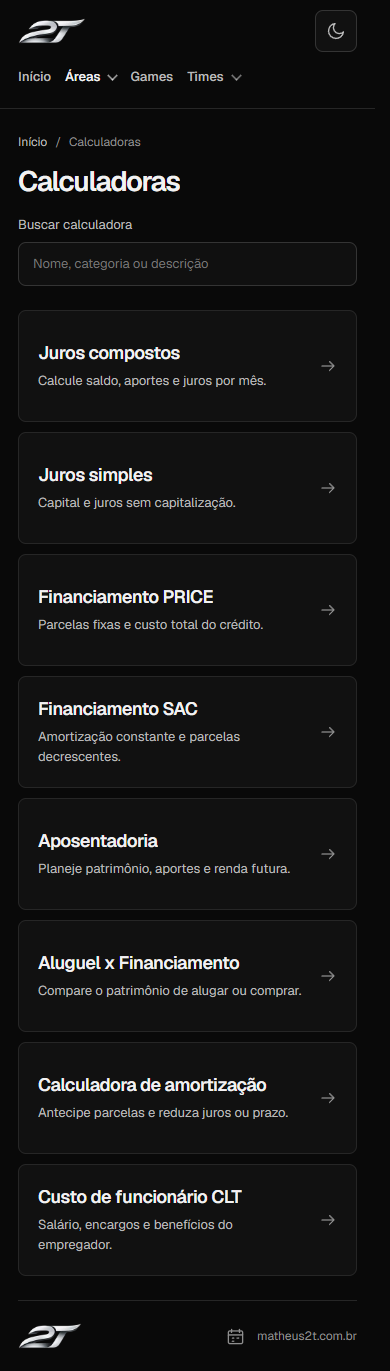 2T
Início Áreas Games Times
Início / Calculadoras
Calculadoras
Buscar calculadora
Nome, categoria ou descrição
Juros compostos
Calcule saldo, aportes e juros por mês.
Juros simples
Capital e juros sem capitalização.
Financiamento PRICE
Parcelas fixas e custo total do crédito.
Financiamento SAC
Amortização constante e parcelas
decrescentes.
Aposentadoria
Planeje patrimônio, aportes e renda futura.
Aluguel x Financiamento
Compare o patrimônio de alugar ou comprar.
Calculadora de amortização
Antecipe parcelas e reduza juros ou prazo.
Custo de funcionário CLT
Salário, encargos e benefícios do
empregador.
2T matheus2t.com.br